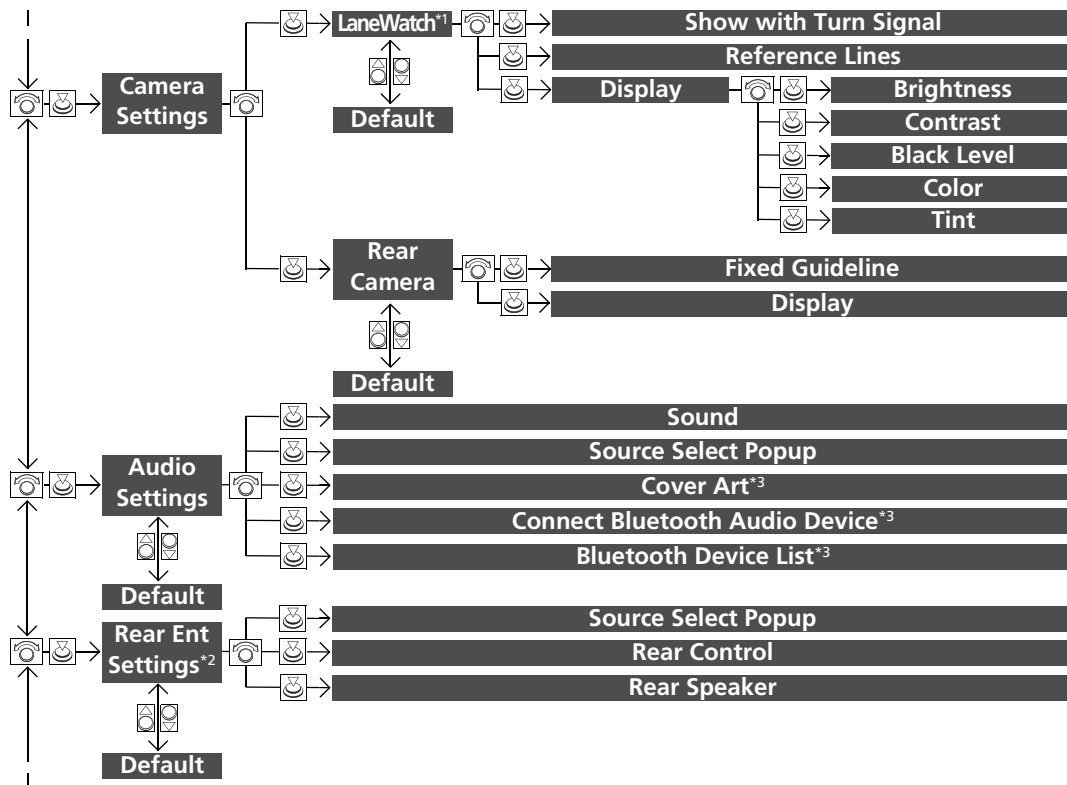 LaneWatch*1
Show with Turn Signal
Reference Lines
Camera
Settings
Display
Brightness
Default
Contrast
Black Level
Color
Tint
Rear
Camera
Fixed Guideline
Display
Default
Sound
Source Select Popup
Audio
Settings
Cover Art*3
Connect Bluetooth Audio Device*3
Bluetooth Device List*3
Default
Rear Ent
Settings*2
Source Select Popup
Rear Control
Rear Speaker
Default